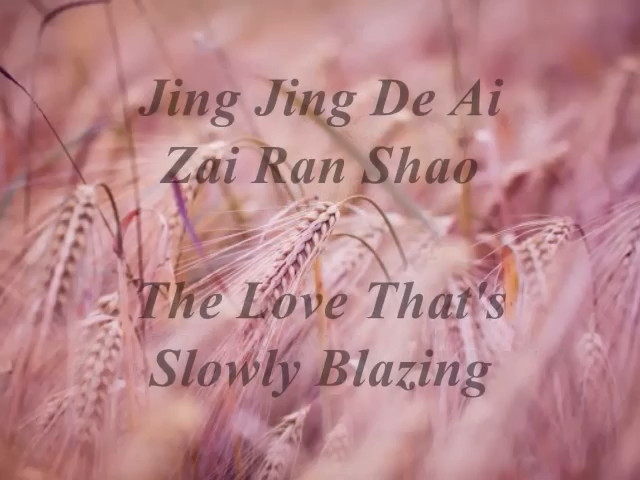 Jing Jing De Ai
Zai Ran Shao
The Love That's
Slowly Blazing